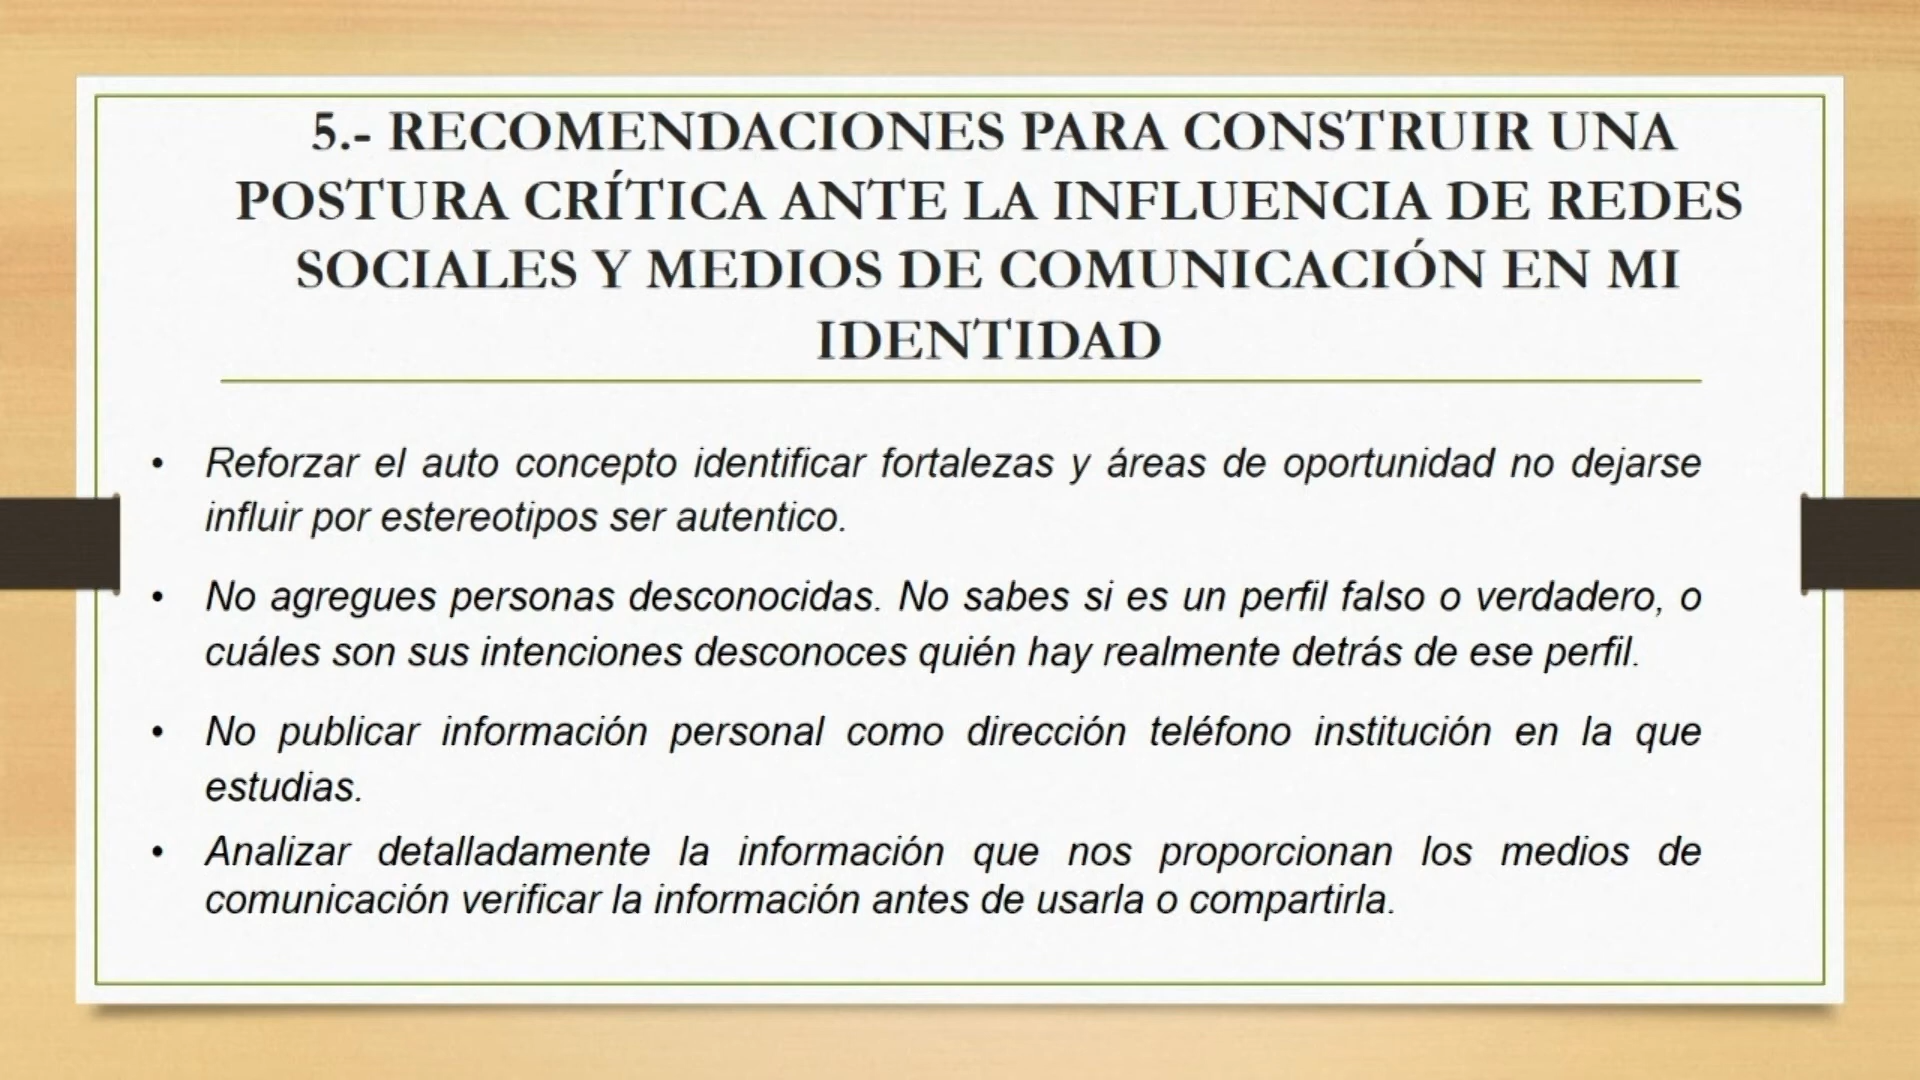 5.- RECOMENDACIONES PARA CONSTRUIR UNA
POSTURA CRÍTICA ANTE LA INFLUENCIA DE REDES
SOCIALES Y MEDIOS DE COMUNICACIÓN EN MI
IDENTIDAD
• Reforzar el auto concepto identificar fortalezas y áreas de oportunidad no dejarse
influir por estereotipos ser autentico.
• No agregues personas desconocidas. No sabes si es un perfil falso o verdadero, o
cuáles son sus intenciones desconoces quién hay realmente detrás de ese perfil.
• No publicar información personal como dirección teléfono institución en la que
estudias.
• Analizar detalladamente la información que nos proporcionan los medios de
comunicación verificar la información antes de usarla o compartirla.